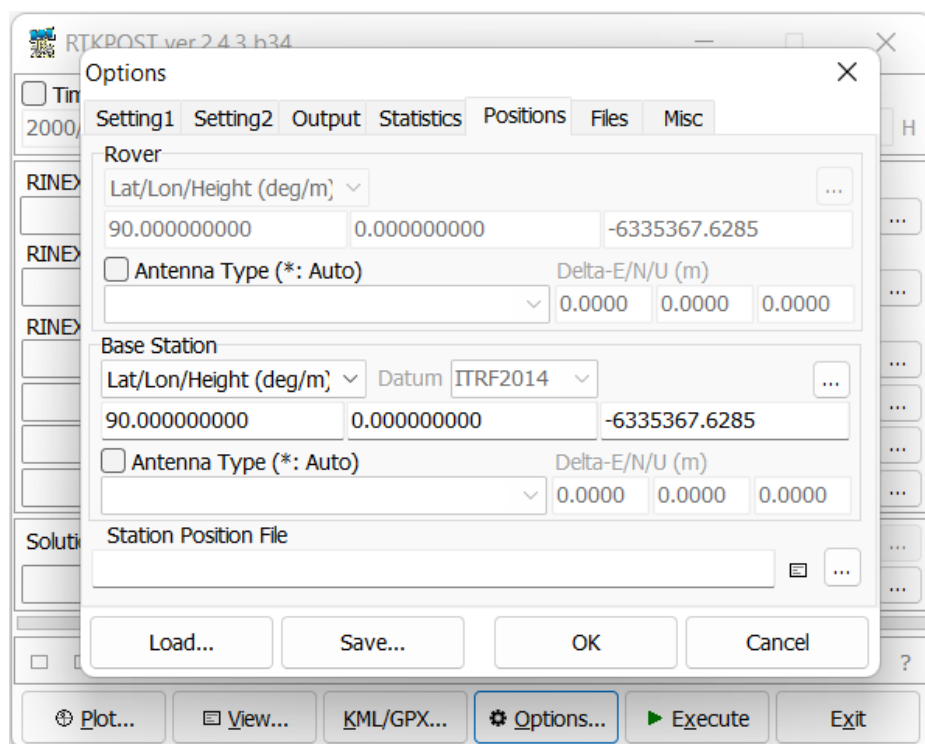 RTKPOST ver.2.4.3 b34
Options
Tim
Setting1 Setting2 Output Statistics Positions Files Misc
2000/ H
Rover
RINEX
Lat/Lon/Height (deg/m) ...
90.000000000 0.000000000 -6335367.6285 ...
RINEX
Antenna Type (*: Auto) Delta-E/N/U (m)
0.0000 0.0000 0.0000 ...
RINEX
Base Station
...
Lat/Lon/Height (deg/m) Datum ITRF2014 ...
90.000000000 0.000000000 -6335367.6285 ...
Antenna Type (*: Auto) Delta-E/N/U (m) ...
0.0000 0.0000 0.0000 ...
Soluti
Station Position File ...
... ...
Load... Save... OK Cancel
?
Plot... View... KML/GPX... Options... Execute Exit